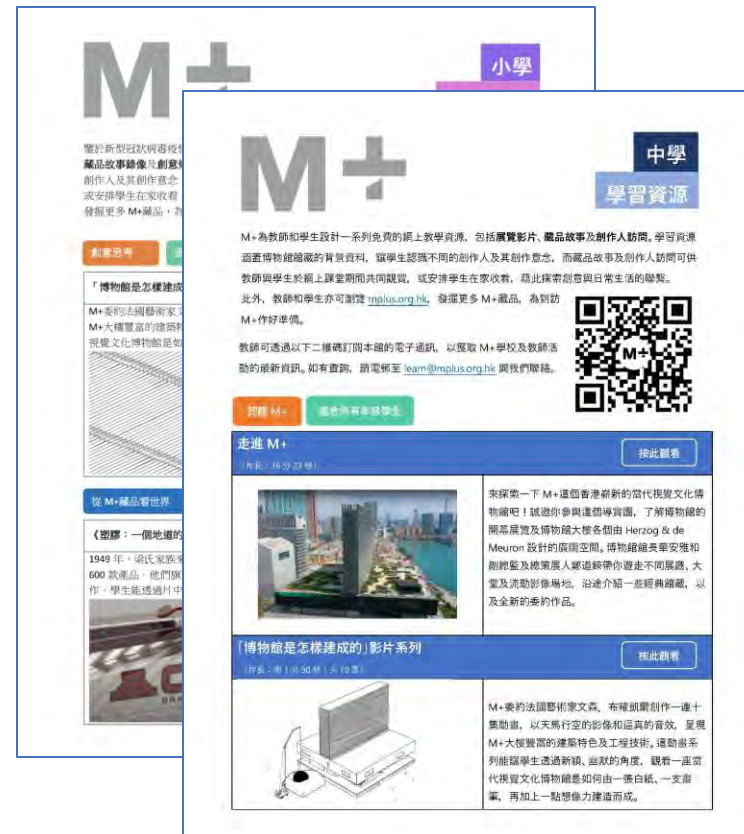 M+
小學
鑒於新型冠狀病毒疫
藏品故事錄像及創意
創作人及其創作意念
或安排學生在家收看
發掘更多 M+藏品，為
創意思考
「博物館是怎樣建成
M+委約法國藝術家文
M+大樓豐富的建築特
視覺文化博物館是如
從 M+藏品看世界
《塑膠：一個地道的
1949 年，梁氏家族來
600 款產品，他們旗
作，學生能透過片中
M+
中學
學習資源
M+為教師和學生設計一系列免費的網上教學資源，包括展覽影片、藏品故事及創作人訪問。學習資源
涵蓋博物館館藏的背景資料，讓學生認識不同的創作人及其創作意念，而藏品故事及創作人訪問可供
教師與學生於網上課堂期間共同觀賞，或安排學生在家收看，藉此探索創意與日常生活的聯繫。
此外，教師和學生亦可瀏覽 mplus.org.hk，發掘更多 M+藏品，為到訪
M+作好準備。
教師可透過以下二維碼訂閱本館的電子通訊，以獲取 M+學校及教師活
動的最新資訊。如有查詢，請電郵至 learn@mplus.org.hk 與我們聯絡。
M+
認識 M+
適合所有年級學生
走進 M+
按此觀看
來探索一下 M+這個香港嶄新的當代視覺文化博
物館吧！誠邀你參與這個導賞團，了解博物館的
開幕展覽及博物館大樓各個由 Herzog & de
Meuron 設計的廣闊空間。博物館館長華安雅和
副總監及總策展人鄭道鍊帶你遊走不同展廳、大
堂及流動影像場地，沿途介紹一些經典館藏，以
及全新的委約作品。
「博物館是怎樣建成的」影片系列
按此觀看
M+委約法國藝術家文森．布羅凱爾創作一連十
集動畫，以天馬行空的影像和逼真的音效，呈現
M+大樓豐富的建築特色及工程技術。這動畫系
列能讓學生透過新穎、幽默的角度，觀看一座當
代視覺文化博物館是如何由一張白紙、一支畫
筆，再加上一點想像力建造而成。